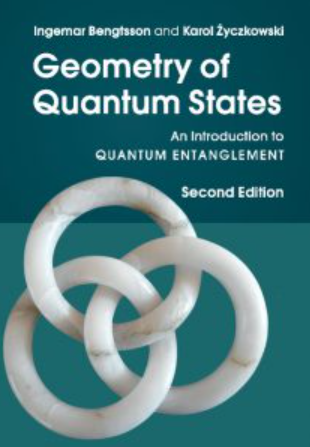 Ingemar Bengtsson and Karol Życzkowski
Geometry of
Quantum States
An Introduction to
QUANTUM ENTANGLEMENT
Second Edition